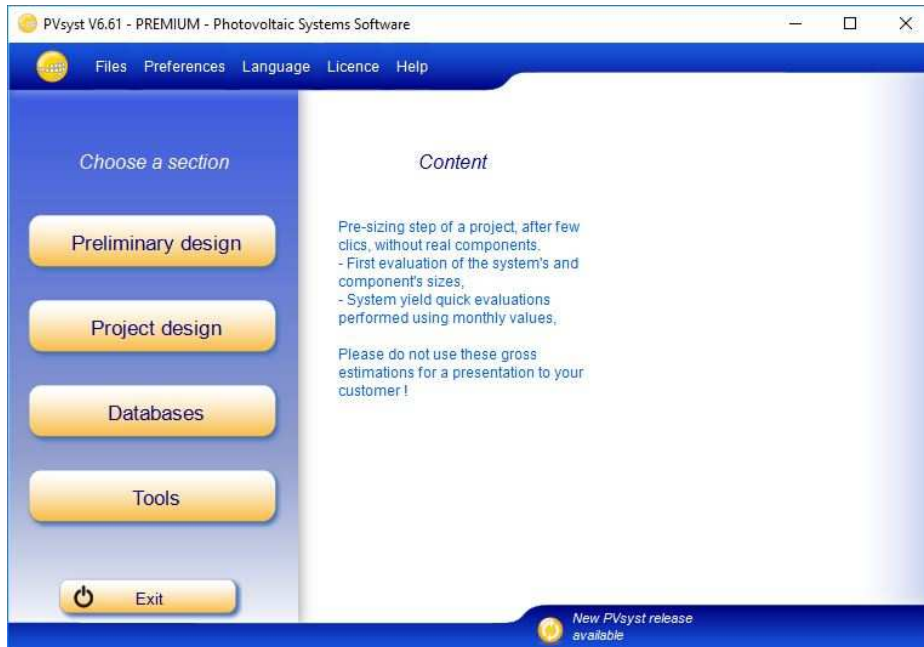 PVsyst V6.61 - PREMIUM - Photovoltaic Systems Software
Files Preferences Language Licence Help
Choose a section
Preliminary design
Project design
Databases
Tools
Exit
Content
Pre-sizing step of a project, after few
clics, without real components.
- First evaluation of the system's and
component's sizes,
- System yield quick evaluations
performed using monthly values,
Please do not use these gross
estimations for a presentation to your
customer !
New PVsyst release
available